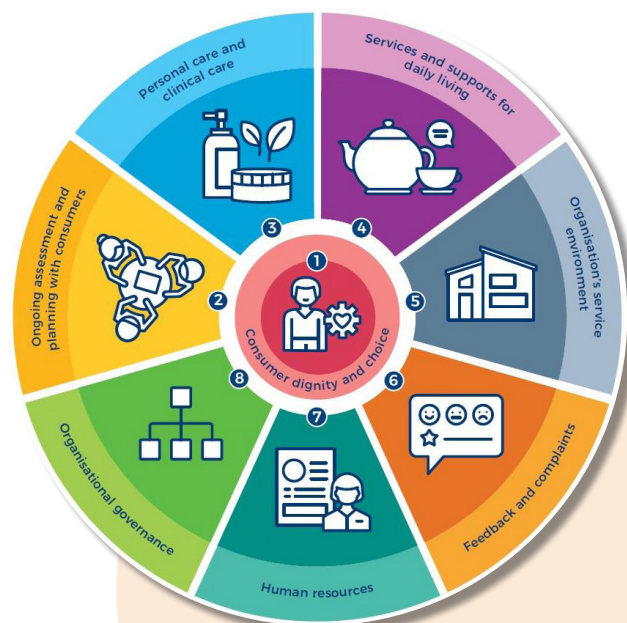 1
Consumer dignity and choice
2
Ongoing assessment and
planning with consumers
3
Personal care and
clinical care
4
Services and supports for
daily living
5
Organisation's service
environment
6
Feedback and complaints
7
Human resources
8
Organisational governance